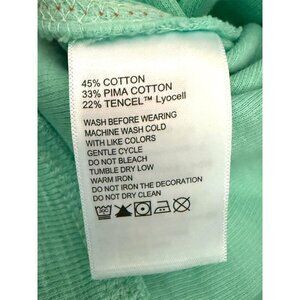 45% COTTON
33% PIMA COTTON
22% TENCEL™ Lyocell
WASH BEFORE WEARING
MACHINE WASH COLD
WITH LIKE COLORS
GENTLE CYCLE
DO NOT BLEACH
TUMBLE DRY LOW
WARM IRON
DO NOT IRON THE DECORATION
DO NOT DRY CLEAN